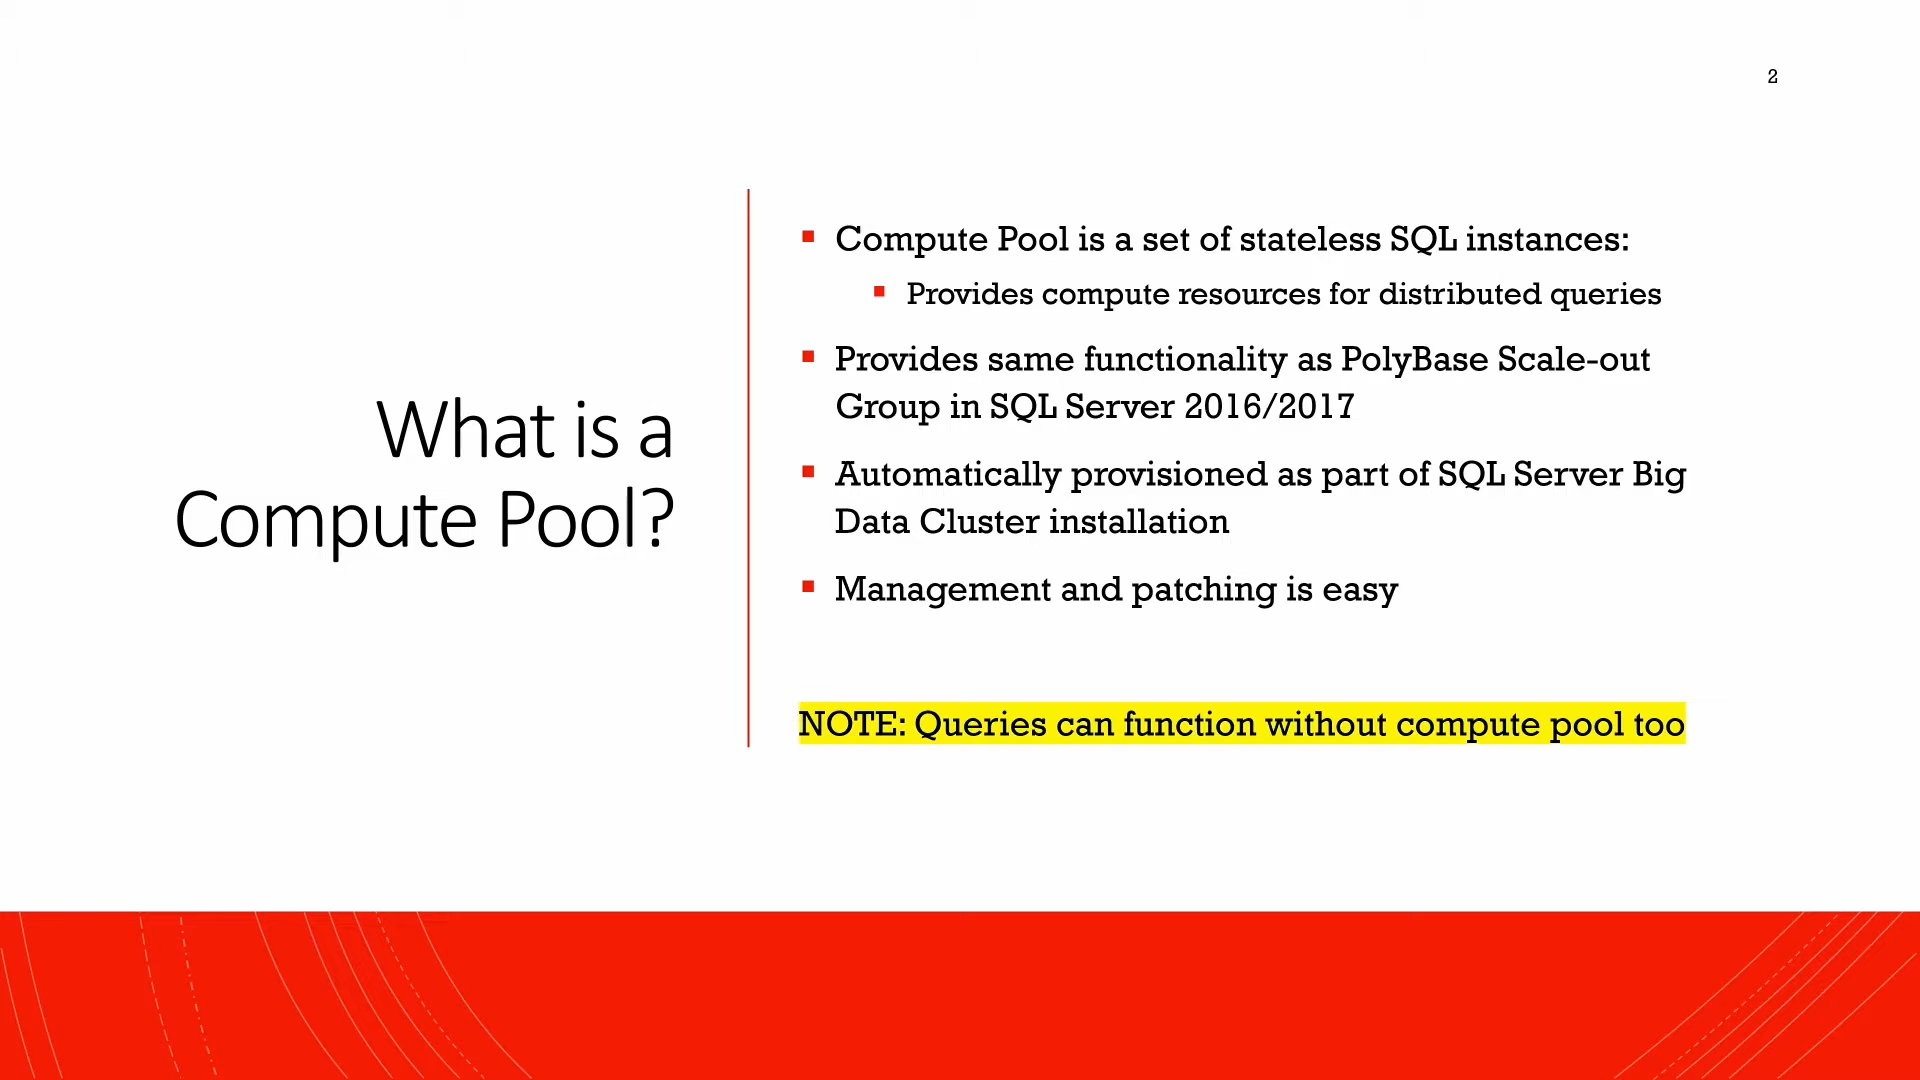 2
What is a
Compute Pool?
Compute Pool is a set of stateless SQL instances:
Provides compute resources for distributed queries
Provides same functionality as PolyBase Scale-out
Group in SQL Server 2016/2017
Automatically provisioned as part of SQL Server Big
Data Cluster installation
Management and patching is easy
NOTE: Queries can function without compute pool too